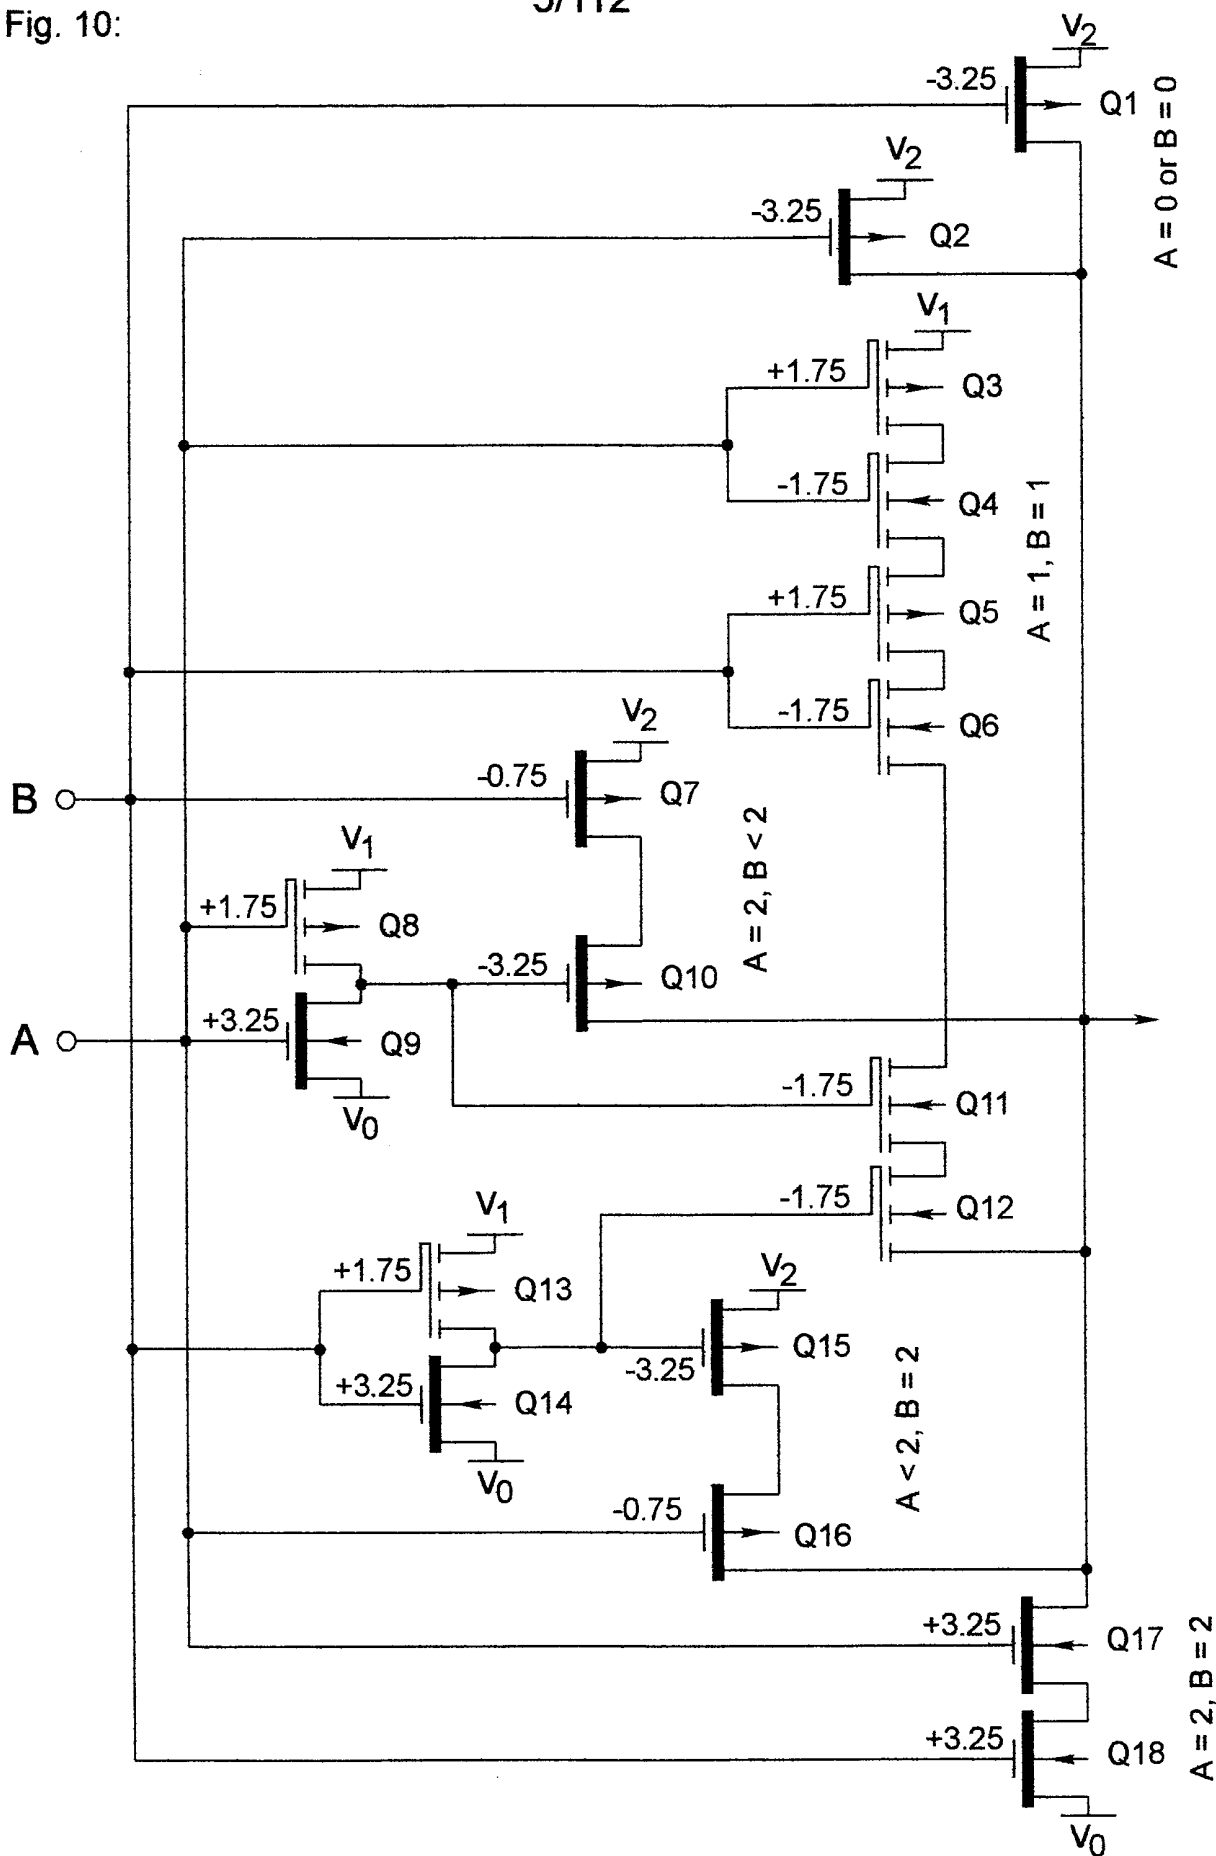 5/112
Fig. 10:
V2
-3.25
Q1
A = 0 or B = 0
V2
-3.25
Q2
V1
+1.75
Q3
-1.75
Q4
A = 1, B = 1
+1.75
Q5
-1.75
Q6
V2
-0.75
Q7
B
A = 2, B < 2
V1
+1.75
Q8
-3.25
Q10
A
+3.25
Q9
V0
-1.75
Q11
-1.75
Q12
V1
+1.75
Q13
V2
-3.25
Q15
+3.25
Q14
V0
A < 2, B = 2
-0.75
Q16
+3.25
Q17
A = 2, B = 2
+3.25
Q18
V0